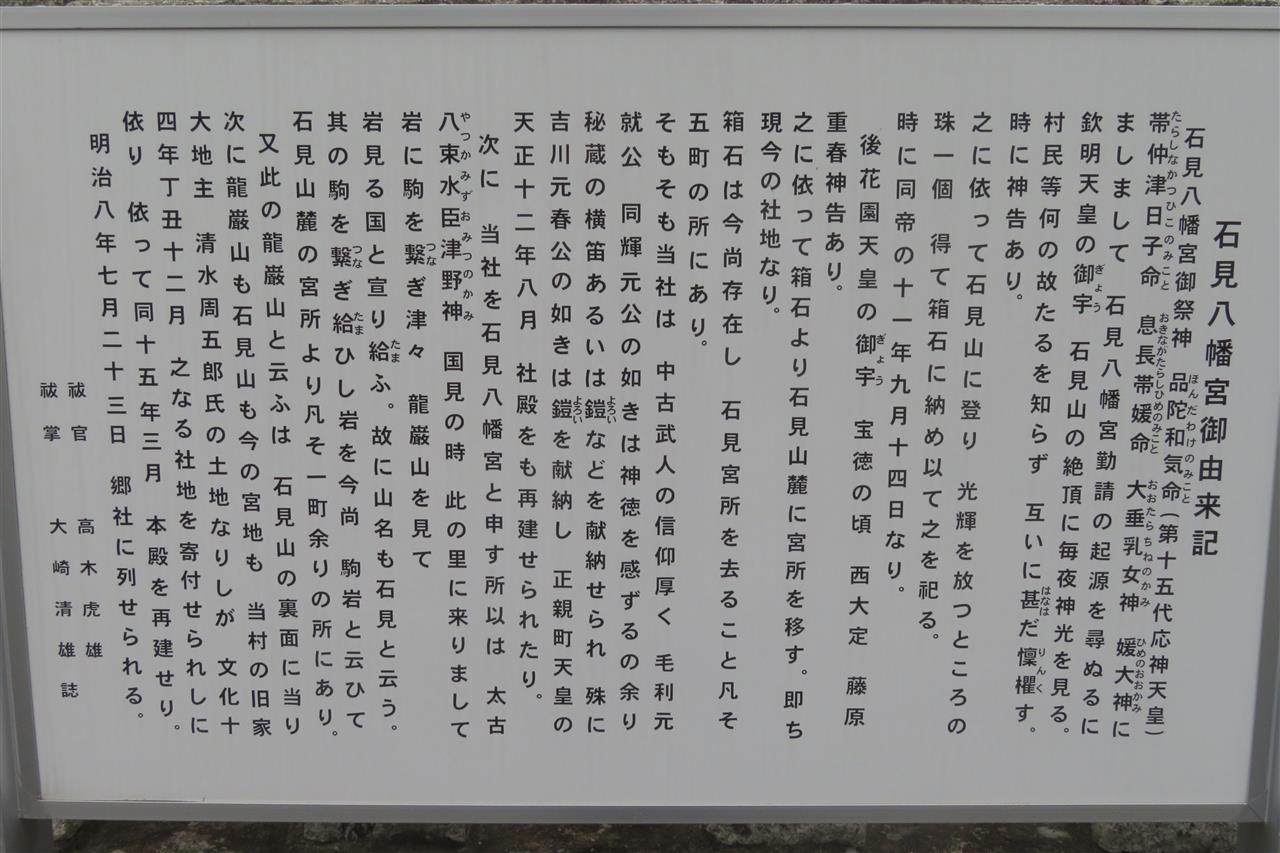 石見八幡宮御由来記
石見八幡宮御祭神　品陀和気命（第十五代応神天皇）
帯仲津日子命　息長帯媛命　大垂乳女神　媛大神に
ましまして　石見八幡宮勤請の起源を尋ぬるに
欽明天皇の御宇　石見山の絶頂に毎夜神光を見る。
村民等何の故たるを知らず　互いに甚だ懍懼す。
時に神告あり。
之に依って石見山に登り　光輝を放つところの
珠一個　得て箱石に納め以て之を祀る。
時に同帝の十一年九月十四日なり。
後花園天皇の御宇　宝徳の頃　西大定　藤原
重春神告あり。
之に依って箱石より石見山麓に宮所を移す。即ち
現今の社地なり。
箱石は今尚存在し　石見宮所を去ること凡そ
五町の所にあり。
そもそも当社は　中古武人の信仰厚く　毛利元
就公　同輝元公の如きは神徳を感ずるの余り
秘蔵の横笛あるいは鎧などを献納せられ　殊に
吉川元春公の如きは鎧を献納し　正親町天皇の
天正十二年八月　社殿をも再建せられたり。
次に　当社を石見八幡宮と申す所以は　太古
八束水臣津野神　国見の時　此の里に来りまして
岩に駒を繋ぎ津々　龍巌山を見て
岩見る国と宣り給ふ。故に山名も石見と云う。
其の駒を繋ぎ給ひし岩を今尚　駒岩と云ひて
石見山麓の宮所より凡そ一町余りの所にあり。
又此の龍巌山と云ふは　石見山の裏面に当り
次に龍巌山も石見山も今の宮地も　当村の旧家
大地主　清水周五郎氏の土地なりしが　文化十
四年丁丑十二月　之なる社地を寄付せられしに
依り　依って同十五年三月　本殿を再建せり。
明治八年七月二十三日　郷社に列せられる。
祓官　高木虎雄
祓掌　大崎清雄誌